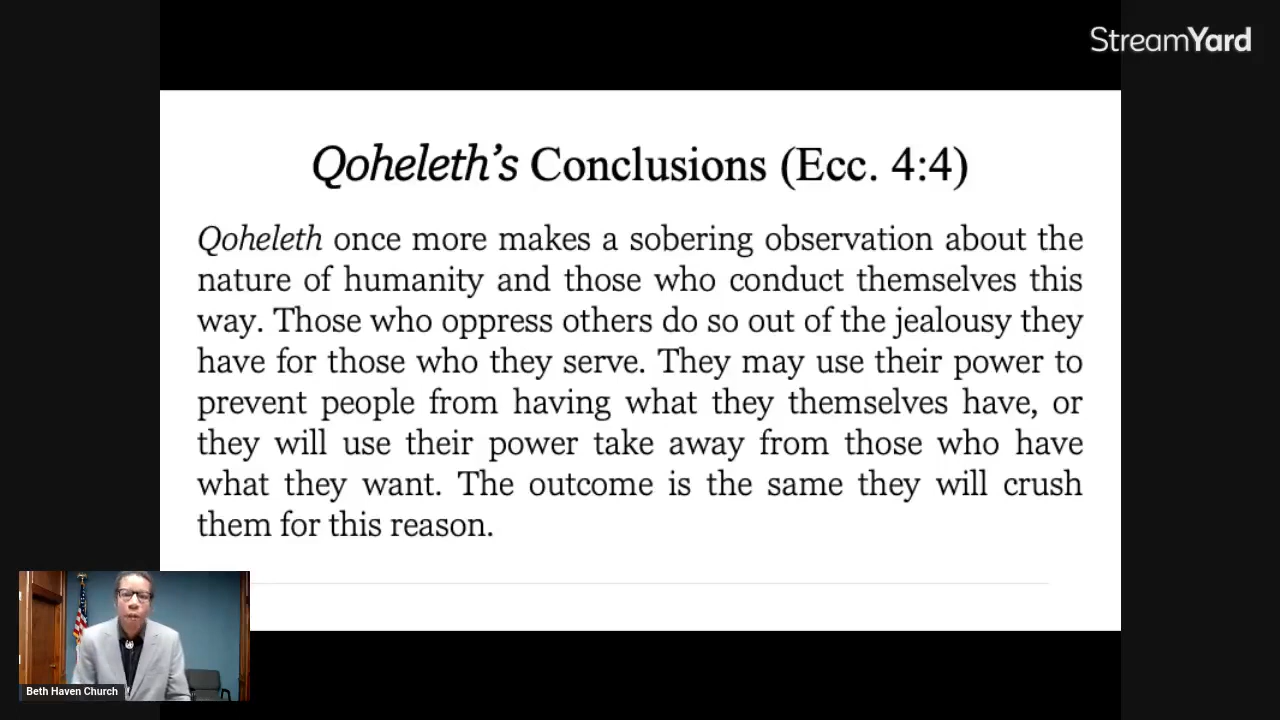 StreamYard
Qoheleth's Conclusions (Ecc. 4:4)
Qoheleth once more makes a sobering observation about the
nature of humanity and those who conduct themselves this
way. Those who oppress others do so out of the jealousy they
have for those who they serve. They may use their power to
prevent people from having what they themselves have, or
they will use their power take away from those who have
what they want. The outcome is the same they will crush
them for this reason.
Beth Haven Church